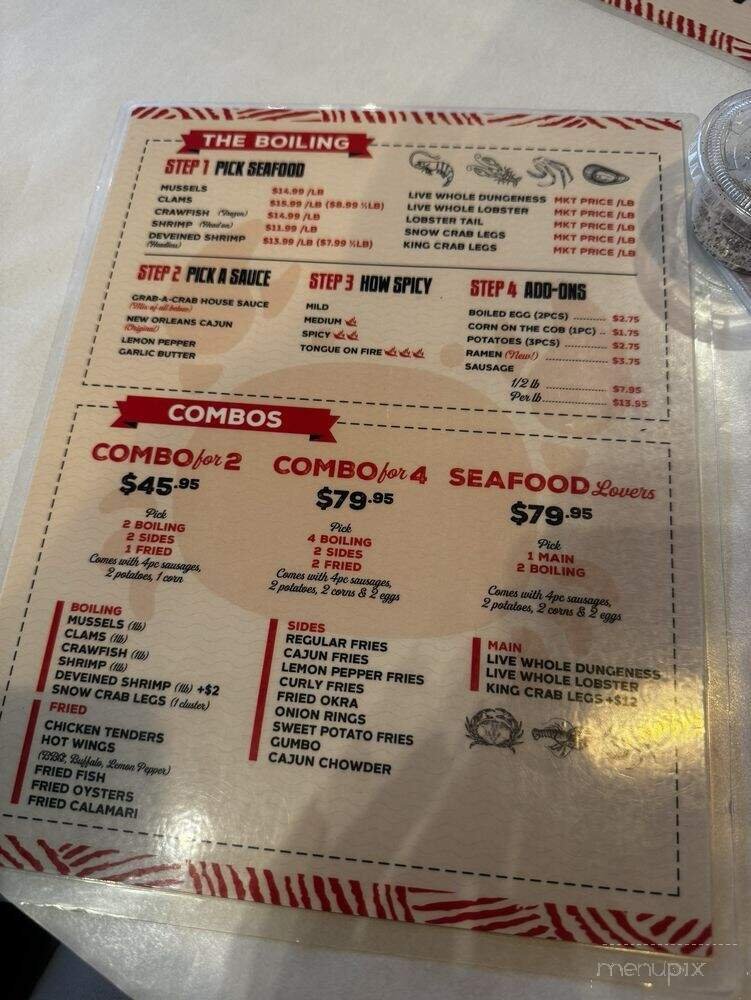 THE BOILING
STEP 1 PICK SEAFOOD
MUSSELS $14.99 /LB
CLAMS $15.99 /LB ($8.99 ½LB)
CRAWFISH (Frozen) $14.99 /LB
SHRIMP (Head on) $11.99 /LB
DEVEINED SHRIMP $13.99 /LB ($7.99 ½LB)
(Headless)
LIVE WHOLE DUNGENESS MKT PRICE /LB
LIVE WHOLE LOBSTER MKT PRICE /LB
LOBSTER TAIL MKT PRICE /LB
SNOW CRAB LEGS MKT PRICE /LB
KING CRAB LEGS MKT PRICE /LB
STEP 2 PICK A SAUCE
GRAB-A-CRAB HOUSE SAUCE
(Mix of all below)
NEW ORLEANS CAJUN
(Original)
LEMON PEPPER
GARLIC BUTTER
STEP 3 HOW SPICY
MILD
MEDIUM
SPICY
TONGUE ON FIRE
STEP 4 ADD-ONS
BOILED EGG (2PCS) ............ $2.75
CORN ON THE COB (1PC) .. $1.75
POTATOES (3PCS) ............ $2.75
RAMEN (New!) ............ $3.75
SAUSAGE
1/2 lb ............ $7.95
Per lb ............ $13.95
COMBOS
COMBO for 2
$45.95
Pick
2 BOILING
2 SIDES
1 FRIED
Comes with 4pc sausages,
2 potatoes, 1 corn
COMBO for 4
$79.95
Pick
4 BOILING
2 SIDES
2 FRIED
Comes with 4pc sausages,
2 potatoes, 2 corns & 2 eggs
SEAFOOD Lovers
$79.95
Pick
1 MAIN
2 BOILING
Comes with 4pc sausages,
2 potatoes, 2 corns & 2 eggs
BOILING
MUSSELS (1lb)
CLAMS (1lb)
CRAWFISH (1lb)
SHRIMP (1lb)
DEVEINED SHRIMP (1lb) +$2
SNOW CRAB LEGS (1 cluster)
FRIED
CHICKEN TENDERS
HOT WINGS
(BBQ, Buffalo, Lemon Pepper)
FRIED FISH
FRIED OYSTERS
FRIED CALAMARI
SIDES
REGULAR FRIES
CAJUN FRIES
LEMON PEPPER FRIES
CURLY FRIES
FRIED OKRA
ONION RINGS
SWEET POTATO FRIES
GUMBO
CAJUN CHOWDER
MAIN
LIVE WHOLE DUNGENESS
LIVE WHOLE LOBSTER
KING CRAB LEGS +$12
menupix